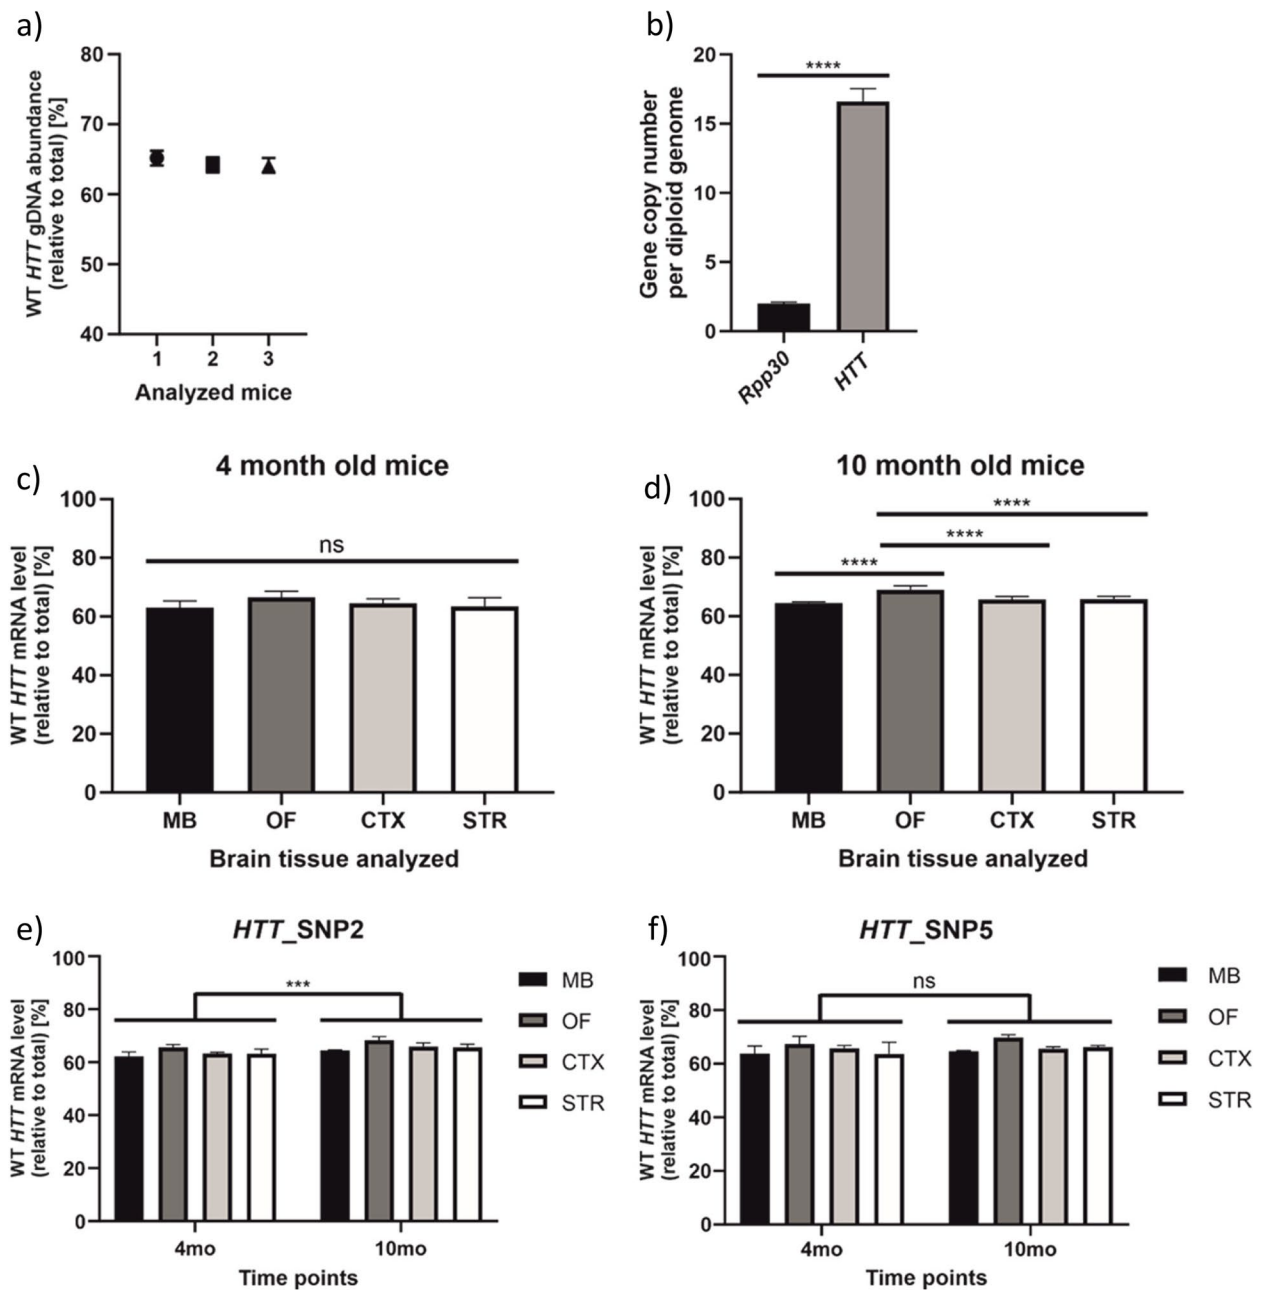 a)
80
70
60
50
40
WT HTT gDNA abundance
(relative to total) [%]
1 2 3
Analyzed mice
b)
20
15
10
5
0
Gene copy number
per diploid genome
****
Rpp30 HTT
c)
4 month old mice
100
80
60
40
20
0
WT HTT mRNA level
(relative to total) [%]
ns
MB OF CTX STR
Brain tissue analyzed
d)
10 month old mice
100
80
60
40
20
0
WT HTT mRNA level
(relative to total) [%]
****
****
****
MB OF CTX STR
Brain tissue analyzed
e)
HTT_SNP2
100
80
60
40
20
0
WT HTT mRNA level
(relative to total) [%]
***
4mo 10mo
Time points
MB
OF
CTX
STR
f)
HTT_SNP5
100
80
60
40
20
0
WT HTT mRNA level
(relative to total) [%]
ns
4mo 10mo
Time points
MB
OF
CTX
STR